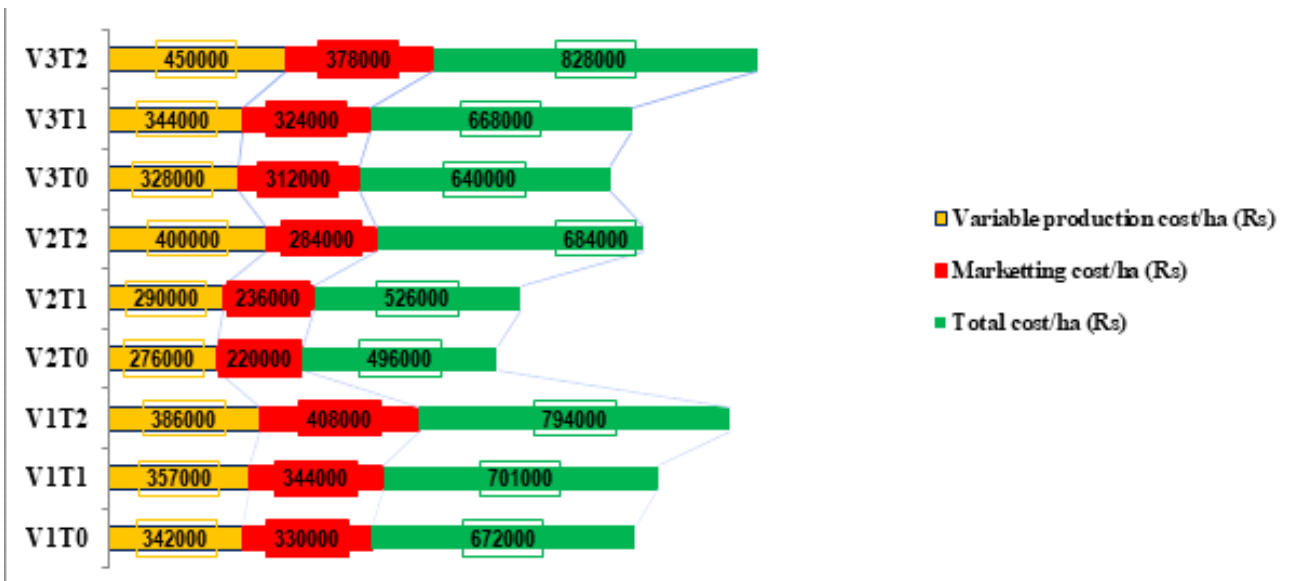 V3T2 450000 378000 828000
V3T1 344000 324000 668000
V3T0 328000 312000 640000
V2T2 400000 284000 684000
V2T1 290000 236000 526000
V2T0 276000 220000 496000
V1T2 386000 408000 794000
V1T1 357000 344000 701000
V1T0 342000 330000 672000
Variable production cost/ha (Rs)
Marketting cost/ha (Rs)
Total cost/ha (Rs)